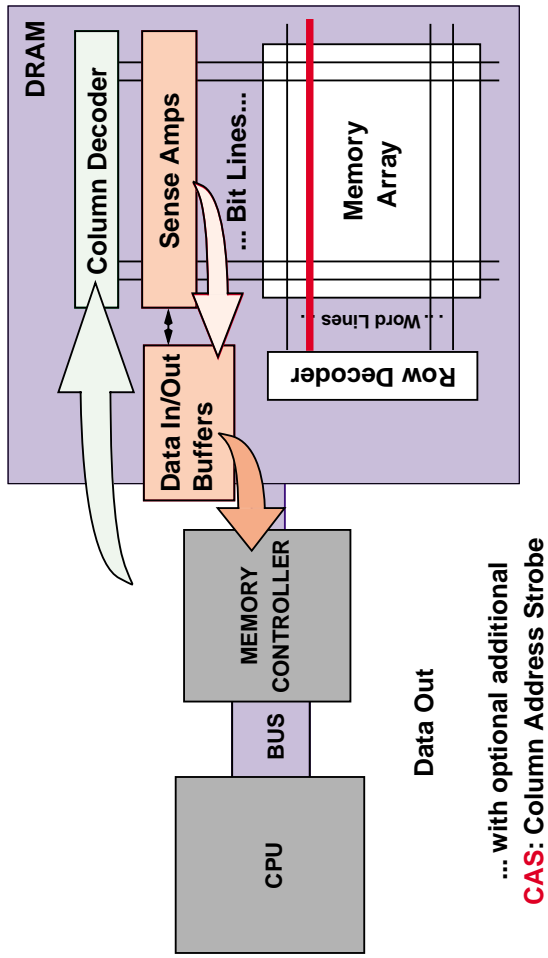 DRAM
Column Decoder
Sense Amps
... Bit Lines...
Memory
Array
... Word Lines ...
Row Decoder
Data In/Out
Buffers
MEMORY
CONTROLLER
BUS
CPU
Data Out
... with optional additional
CAS: Column Address Strobe